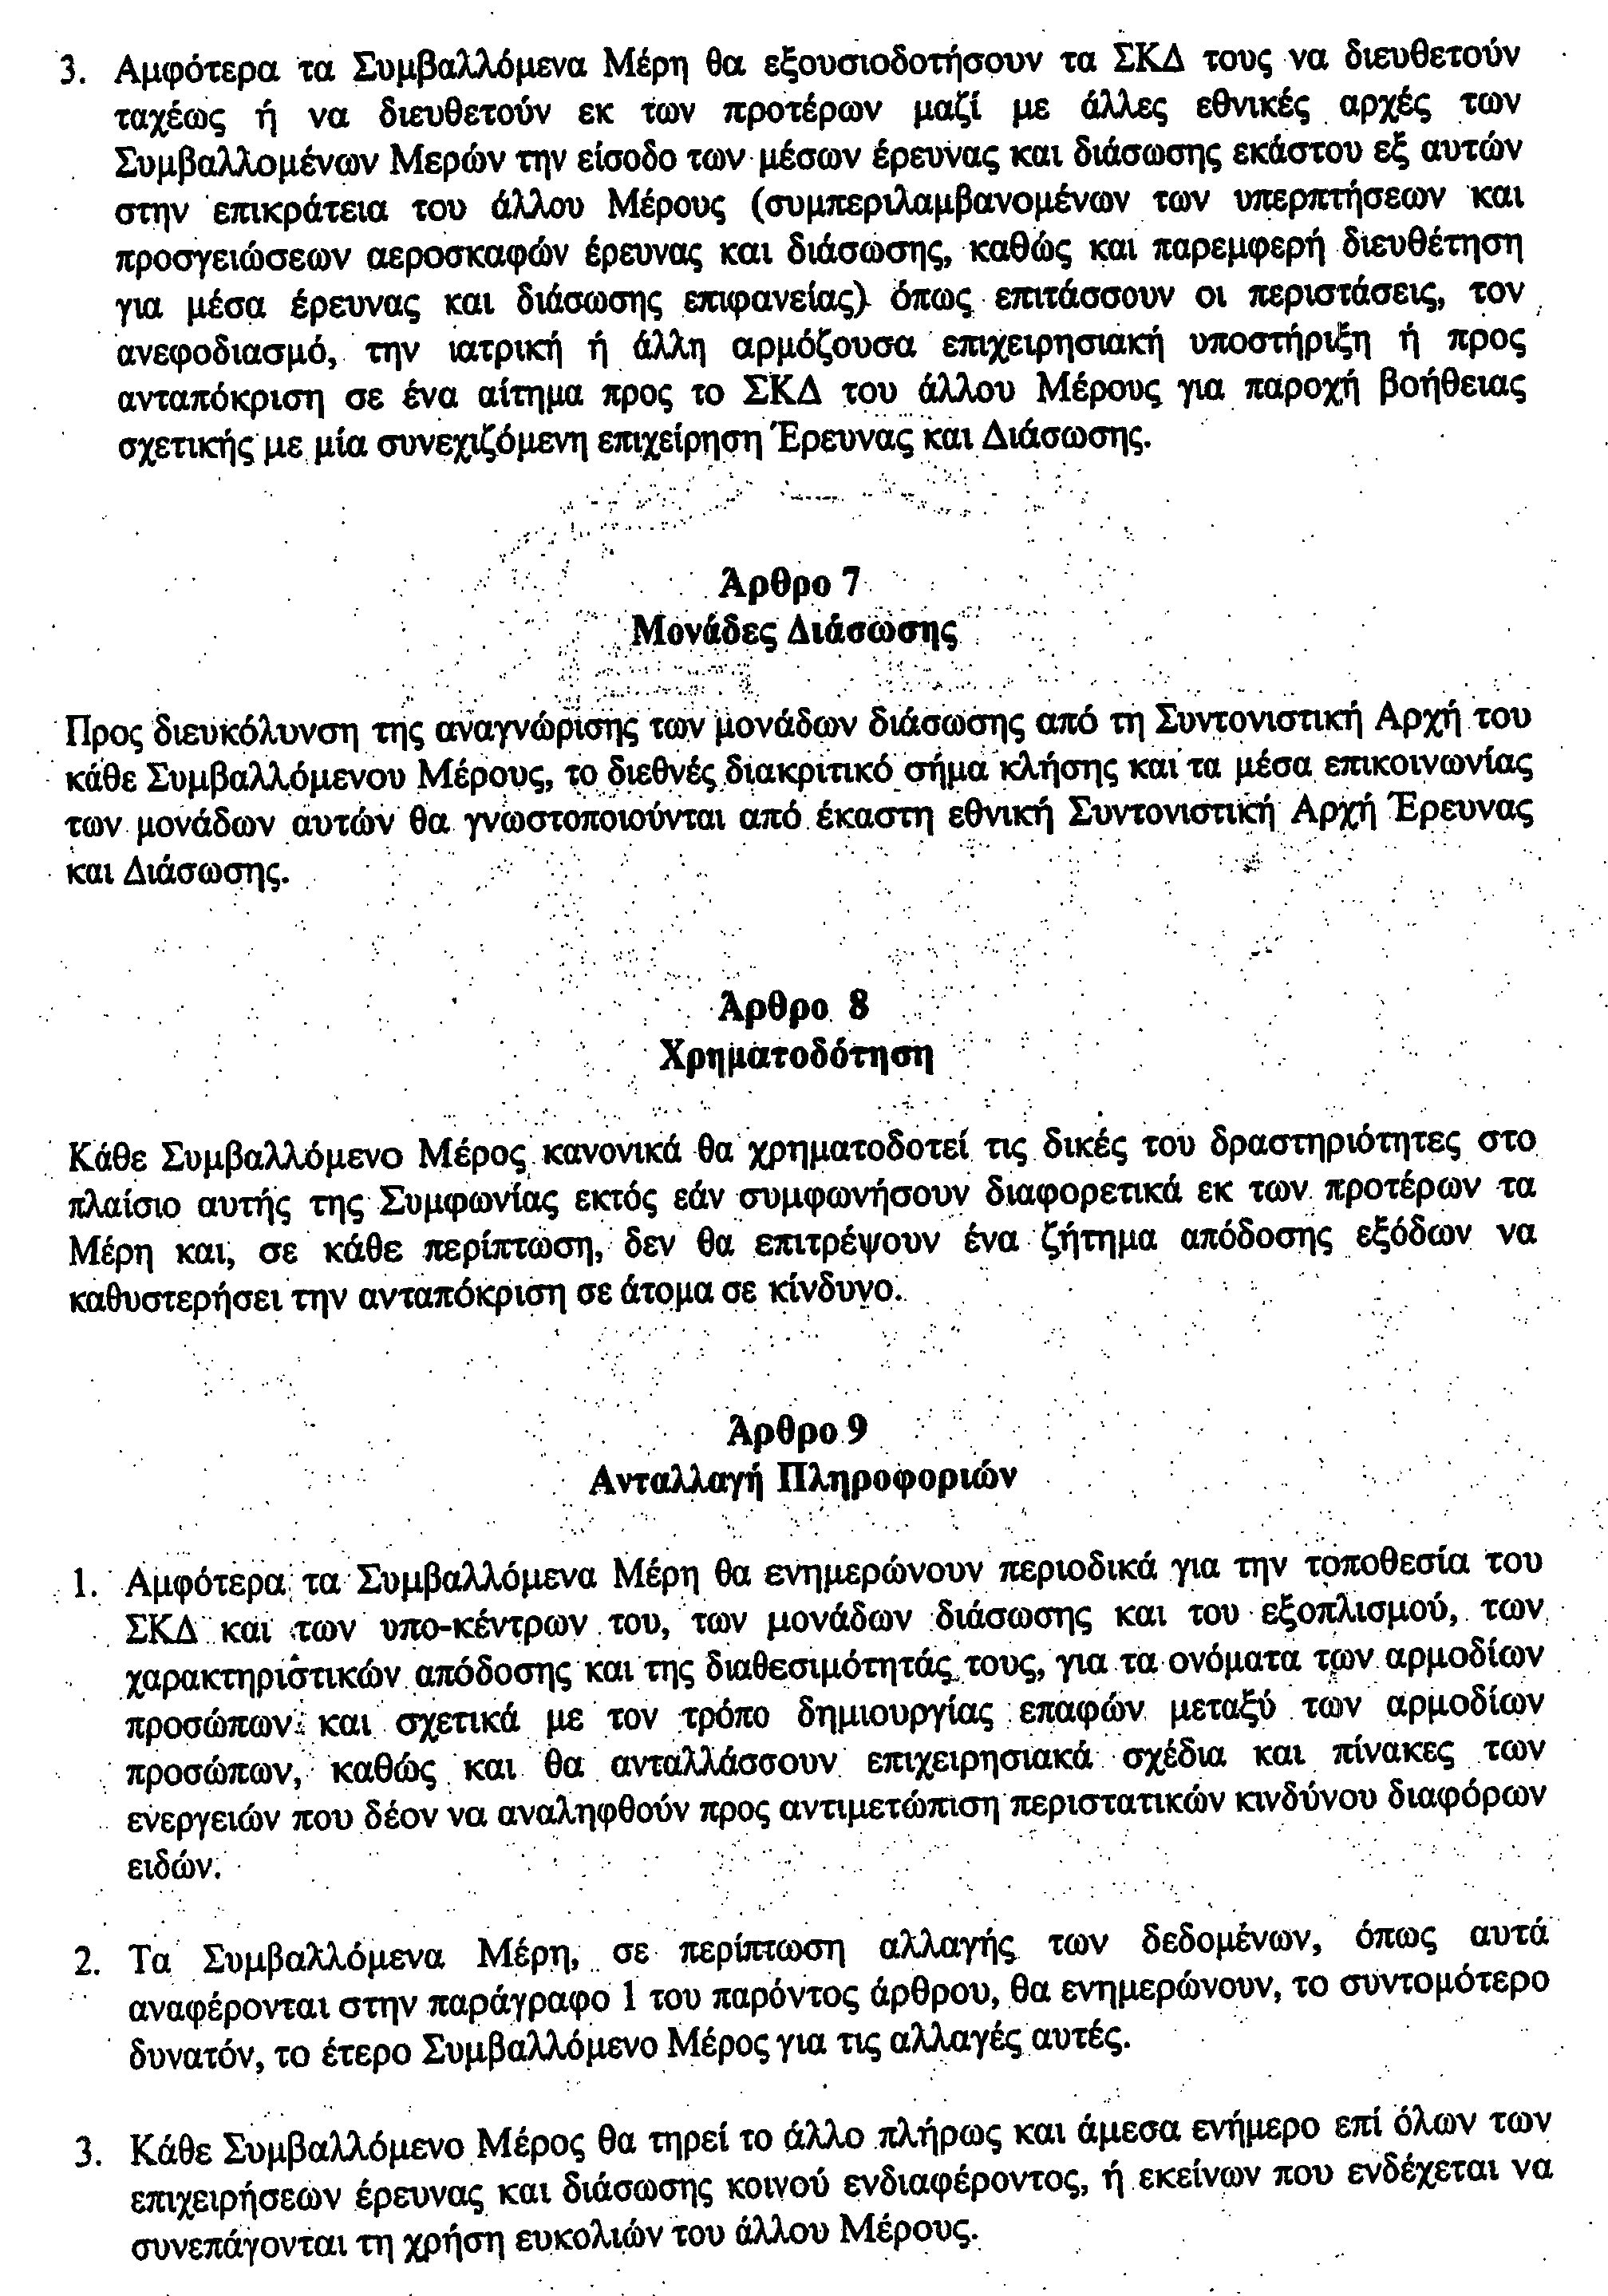 3. Αμφότερα τα Συμβαλλόμενα Μέρη θα εξουσιοδοτήσουν τα ΣΚΔ τους να διευθετούν
ταχέως ή να διευθετούν εκ των προτέρων μαζί με άλλες εθνικές αρχές των
Συμβαλλομένων Μερών την είσοδο των μέσων έρευνας και διάσωσης εκάστου εξ αυτών
στην επικράτεια του άλλου Μέρους (συμπεριλαμβανομένων των υπερπτήσεων και
προσγειώσεων αεροσκαφών έρευνας και διάσωσης, καθώς και παρεμφερή διευθέτηση
για μέσα έρευνας και διάσωσης επιφανείας) όπως επιτάσσουν οι περιστάσεις, τον
ανεφοδιασμό, την ιατρική ή άλλη αρμόζουσα επιχειρησιακή υποστήριξη ή προς
ανταπόκριση σε ένα αίτημα προς το ΣΚΔ του άλλου Μέρους για παροχή βοήθειας
σχετικής με μία συνεχιζόμενη επιχείρηση Έρευνας και Διάσωσης.
Άρθρο 7
Μονάδες Διάσωσης
Προς διευκόλυνση της αναγνώρισης των μονάδων διάσωσης από τη Συντονιστική Αρχή του
κάθε Συμβαλλόμενου Μέρους, το διεθνές διακριτικό σήμα κλήσης και τα μέσα επικοινωνίας
των μονάδων αυτών θα γνωστοποιούνται από έκαστη εθνική Συντονιστική Αρχή Έρευνας
και Διάσωσης.
Άρθρο 8
Χρηματοδότηση
Κάθε Συμβαλλόμενο Μέρος κανονικά θα χρηματοδοτεί τις δικές του δραστηριότητες στο
πλαίσιο αυτής της Συμφωνίας εκτός εάν συμφωνήσουν διαφορετικά εκ των προτέρων τα
Μέρη και, σε κάθε περίπτωση, δεν θα επιτρέψουν ένα ζήτημα απόδοσης εξόδων να
καθυστερήσει την ανταπόκριση σε άτομα σε κίνδυνο.
Άρθρο 9
Ανταλλαγή Πληροφοριών
1. Αμφότερα τα Συμβαλλόμενα Μέρη θα ενημερώνουν περιοδικά για την τοποθεσία του
ΣΚΔ και των υπο-κέντρων του, των μονάδων διάσωσης και του εξοπλισμού, των
χαρακτηριστικών απόδοσης και της διαθεσιμότητάς τους, για τα ονόματα των αρμοδίων
προσώπων και σχετικά με τον τρόπο δημιουργίας επαφών μεταξύ των αρμοδίων
προσώπων, καθώς και θα ανταλλάσσουν επιχειρησιακά σχέδια και πίνακες των
ενεργειών που δέον να αναληφθούν προς αντιμετώπιση περιστατικών κινδύνου διαφόρων
ειδών.
2. Τα Συμβαλλόμενα Μέρη, σε περίπτωση αλλαγής των δεδομένων, όπως αυτά
αναφέρονται στην παράγραφο 1 του παρόντος άρθρου, θα ενημερώνουν, το συντομότερο
δυνατόν, το έτερο Συμβαλλόμενο Μέρος για τις αλλαγές αυτές.
3. Κάθε Συμβαλλόμενο Μέρος θα τηρεί το άλλο πλήρως και άμεσα ενήμερο επί όλων των
επιχειρήσεων έρευνας και διάσωσης κοινού ενδιαφέροντος, ή εκείνων που ενδέχεται να
συνεπάγονται τη χρήση ευκολιών του άλλου Μέρους.